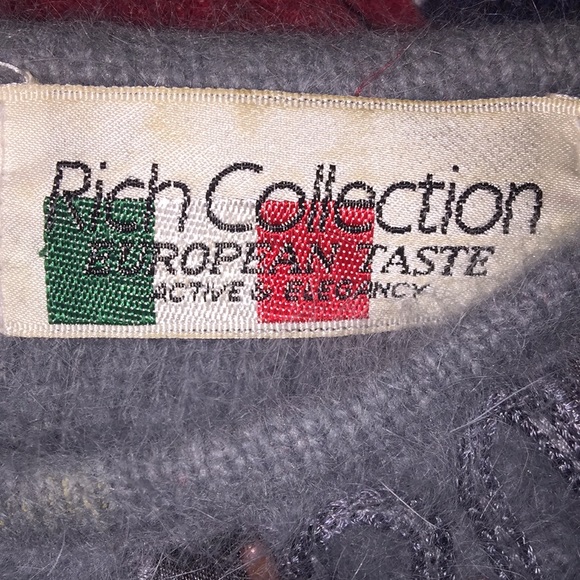 Rich Collection
EUROPEAN TASTE
ACTIVE & ELEGANCY